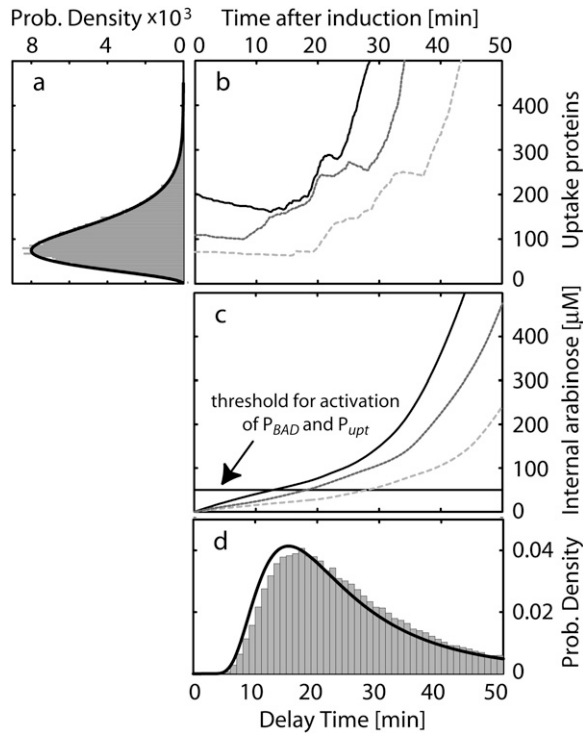 Prob. Density ×10³
Time after induction [min]
8 4 0
0 10 20 30 40 50
a
b
400
300
200
100
0
Uptake proteins
c
threshold for activation
of P_BAD and P_upt
400
300
200
100
0
Internal arabinose [µM]
d
0.04
0.02
0
Prob. Density
0 10 20 30 40 50
Delay Time [min]